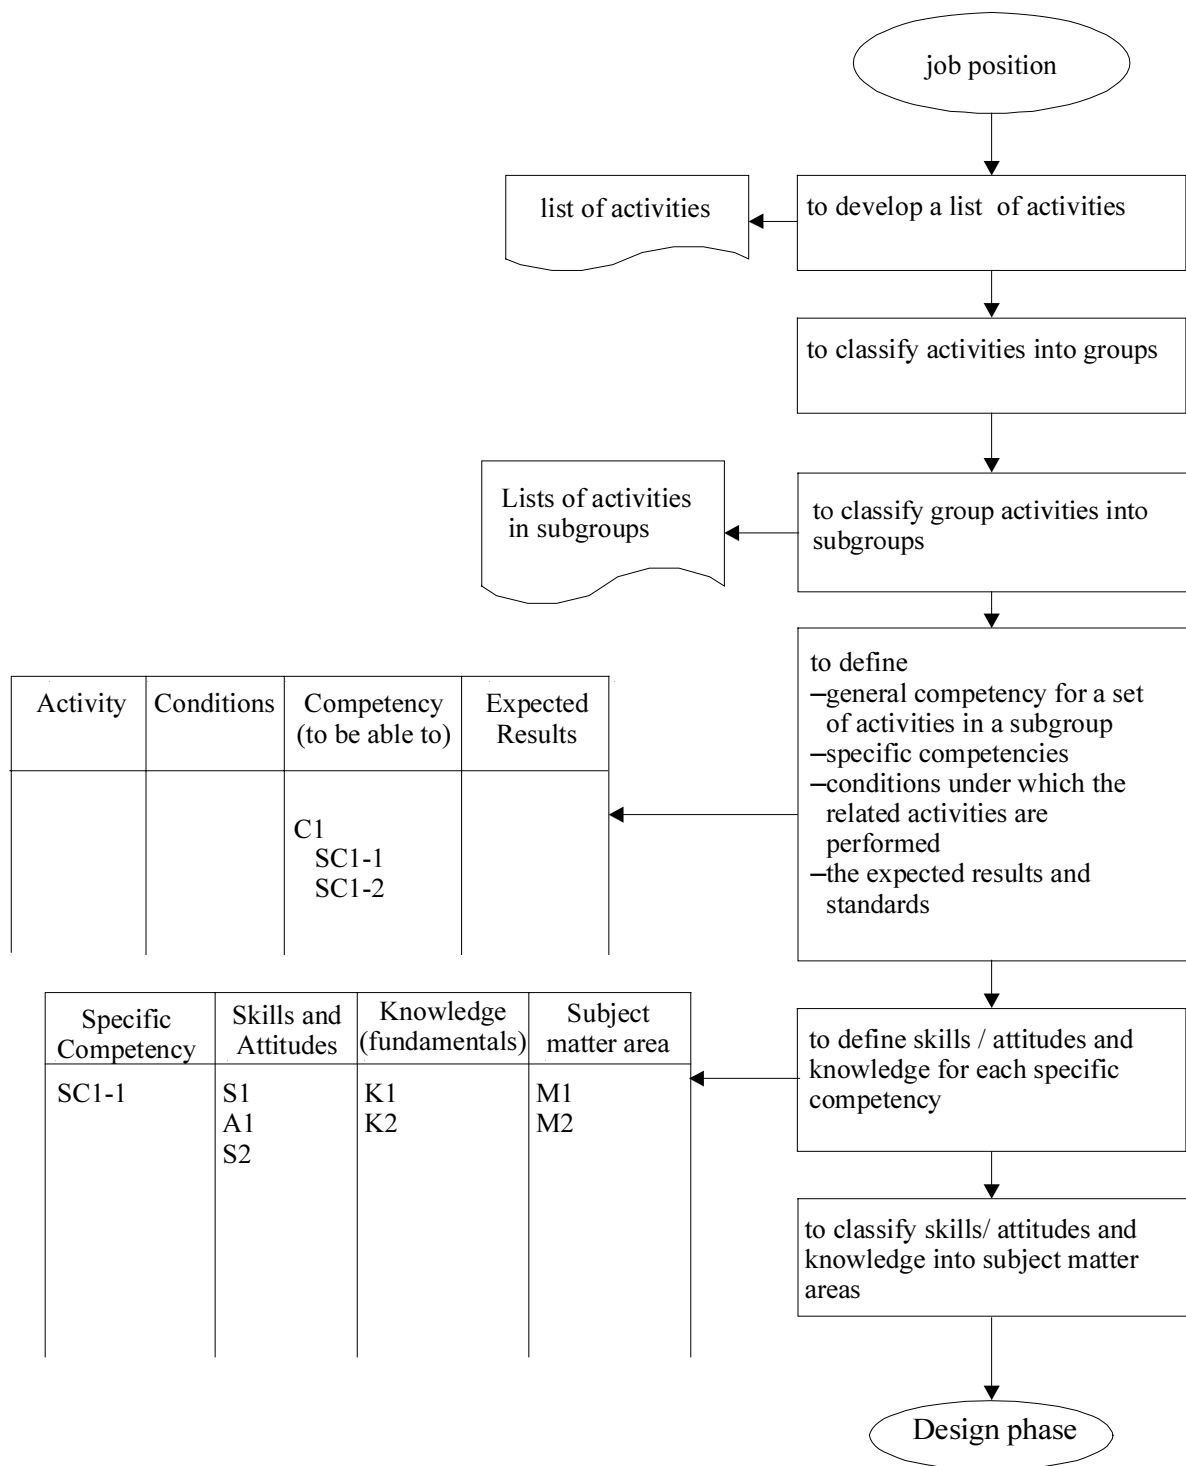 job position
list of activities
to develop a list  of activities
to classify activities into groups
Lists of activities
in subgroups
to classify group activities into
subgroups
to define
–general competency for a set
of activities in a subgroup
–specific competencies
–conditions under which the
related activities are
performed
–the expected results and
standards
Activity
Conditions
Competency
(to be able to)
Expected
Results
C1
SC1-1
SC1-2
Specific
Competency
Skills and
Attitudes
Knowledge
(fundamentals)
Subject
matter area
SC1-1
S1
A1
S2
K1
K2
M1
M2
to define skills / attitudes and
knowledge for each specific
competency
to classify skills/ attitudes and
knowledge into subject matter
areas
Design phase